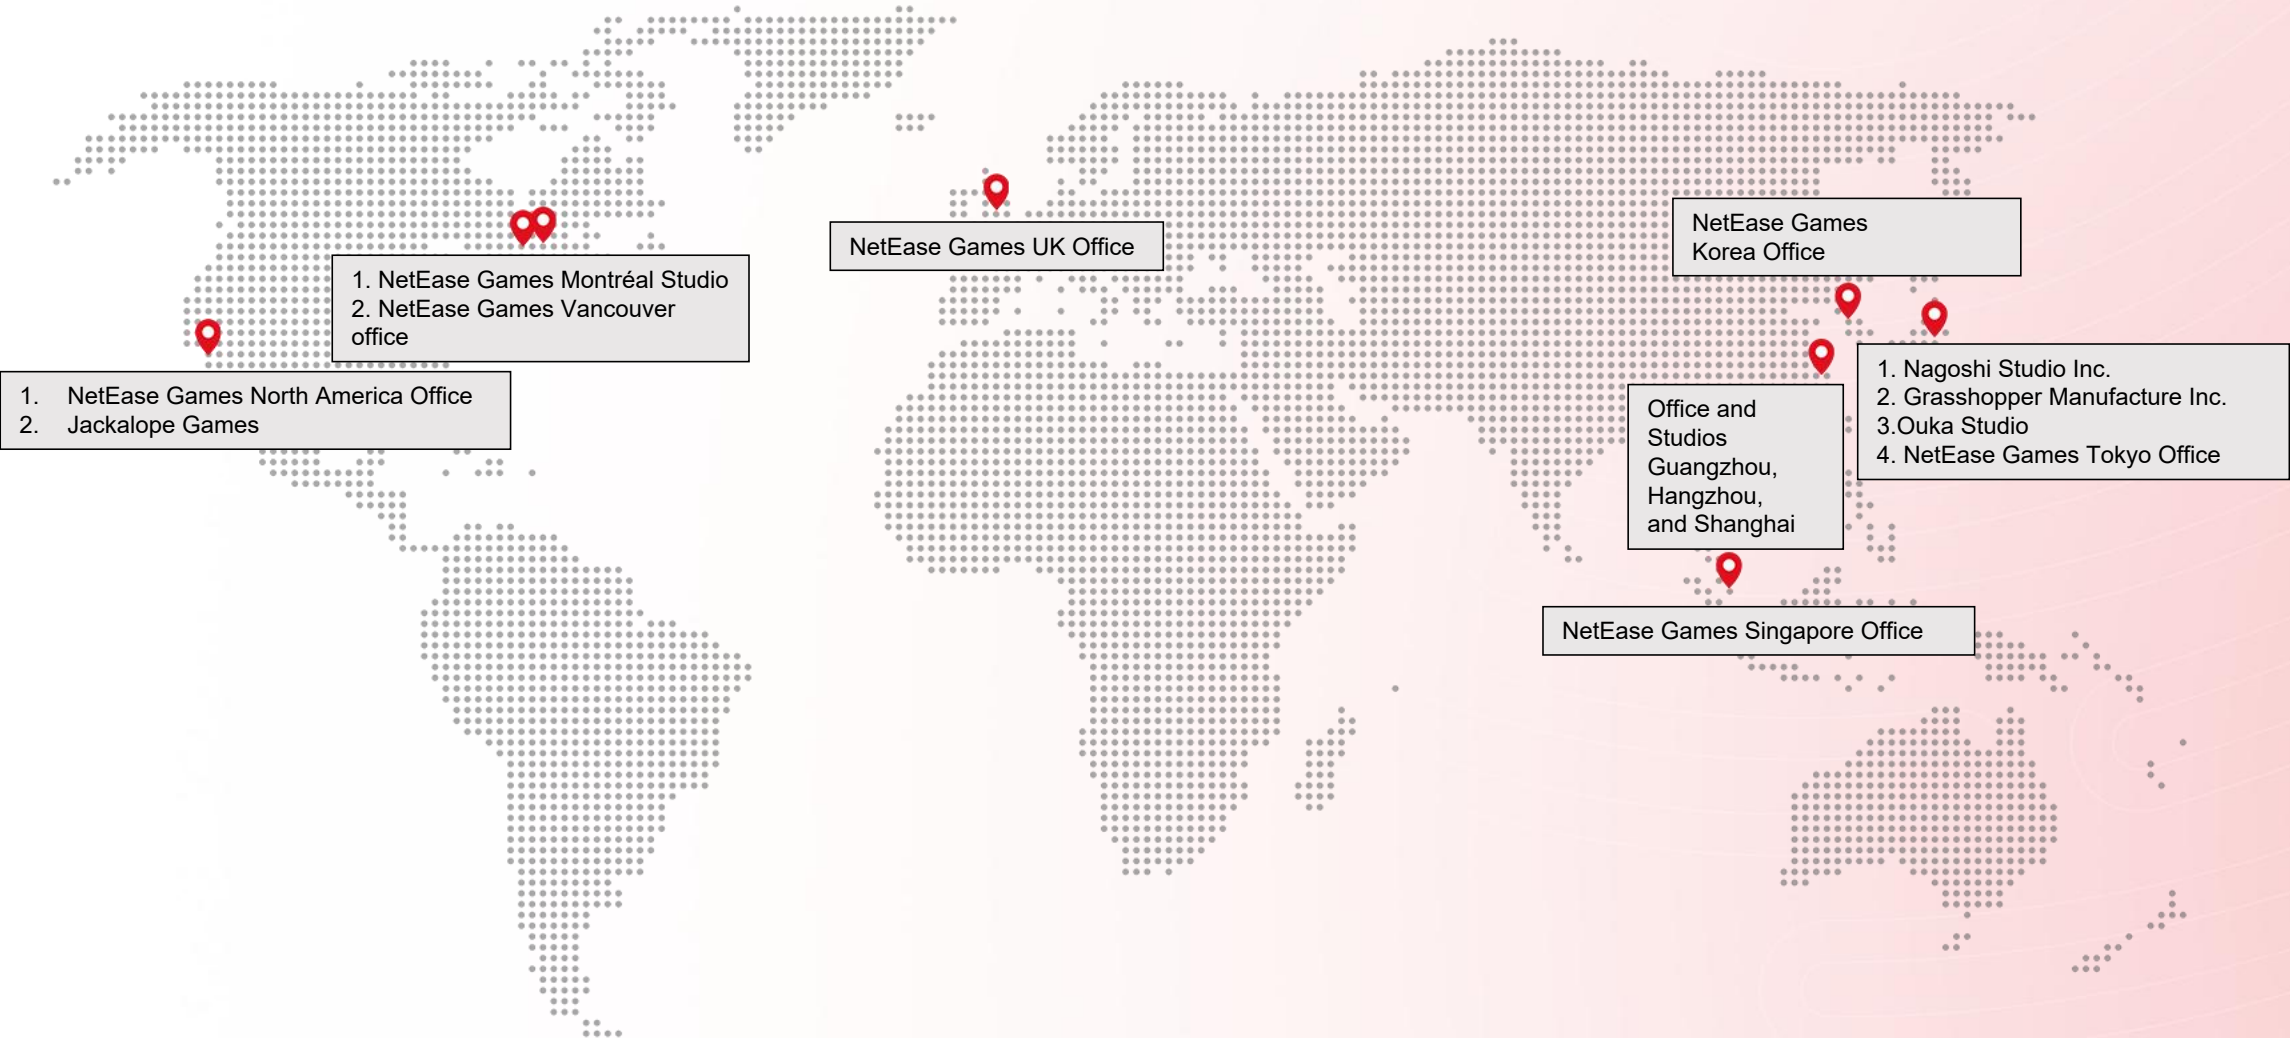 NetEase Games UK Office
NetEase Games
Korea Office
1. NetEase Games Montréal Studio
2. NetEase Games Vancouver
office
1. NetEase Games North America Office
2. Jackalope Games
Office and
Studios
Guangzhou,
Hangzhou,
and Shanghai
1. Nagoshi Studio Inc.
2. Grasshopper Manufacture Inc.
3.Ouka Studio
4. NetEase Games Tokyo Office
NetEase Games Singapore Office